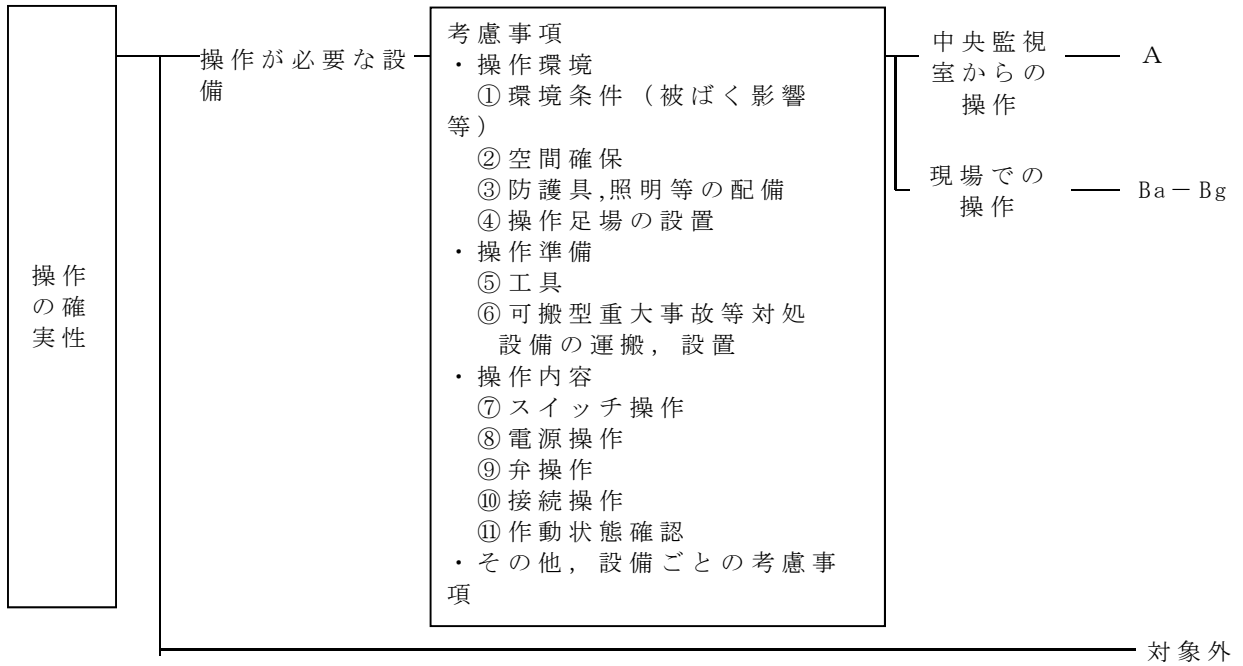 操作
の確
実性
操作が必要な設
備
考慮事項
・操作環境
①環境条件（被ばく影響
等）
②空間確保
③防護具,照明等の配備
④操作足場の設置
・操作準備
⑤工具
⑥可搬型重大事故等対処
設備の運搬，設置
・操作内容
⑦スイッチ操作
⑧電源操作
⑨弁操作
⑩接続操作
⑪作動状態確認
・その他，設備ごとの考慮事
項
中央監視
室からの
操作
A
現場での
操作
Ba－Bg
対象外